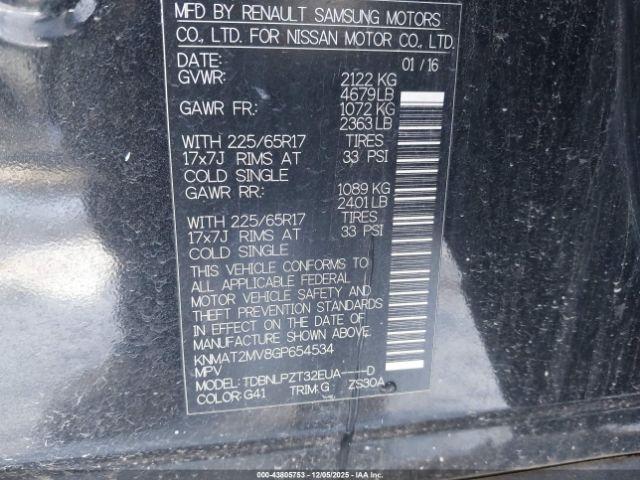 MFD BY RENAULT SAMSUNG MOTORS
CO., LTD. FOR NISSAN MOTOR CO., LTD.
DATE: 01 / 16
GVWR: 2122 KG
4679 LB
GAWR FR: 1072 KG
2363 LB
WITH 225/65R17 TIRES
17x7J RIMS AT 33 PSI
COLD SINGLE
GAWR RR: 1089 KG
2401 LB
WITH 225/65R17 TIRES
17x7J RIMS AT 33 PSI
COLD SINGLE
THIS VEHICLE CONFORMS TO
ALL APPLICABLE FEDERAL
MOTOR VEHICLE SAFETY AND
THEFT PREVENTION STANDARDS
IN EFFECT ON THE DATE OF
MANUFACTURE SHOWN ABOVE
KNMAT2MV8GP654534
MPV
MODEL: TDBNLPZT32EUA----D
COLOR: G41 TRIM: G ZS30A
000-43805753 - 12/05/2025 - IAAI.COM